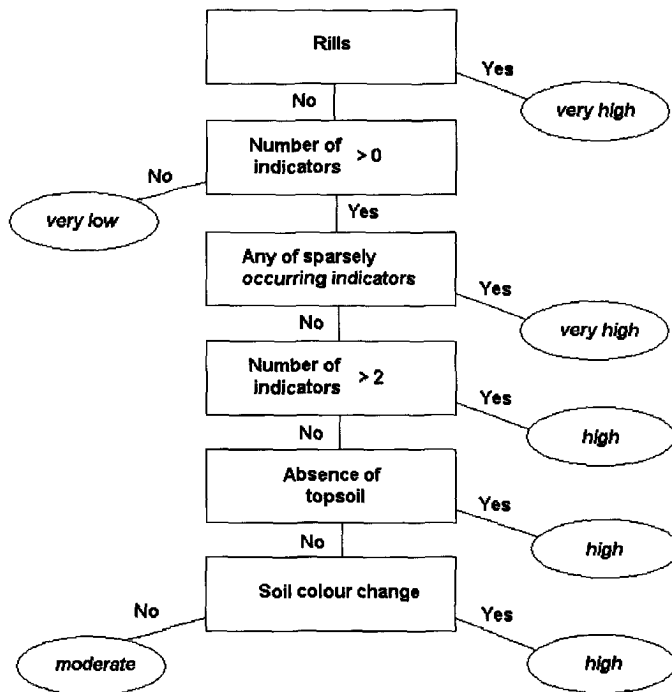 Rills
Yes
No
very high
Number of
indicators > 0
No
very low
Yes
Any of sparsely
occurring indicators
Yes
No
very high
Number of
indicators > 2
Yes
No
high
Absence of
topsoil
Yes
No
high
Soil colour change
No
Yes
moderate
high